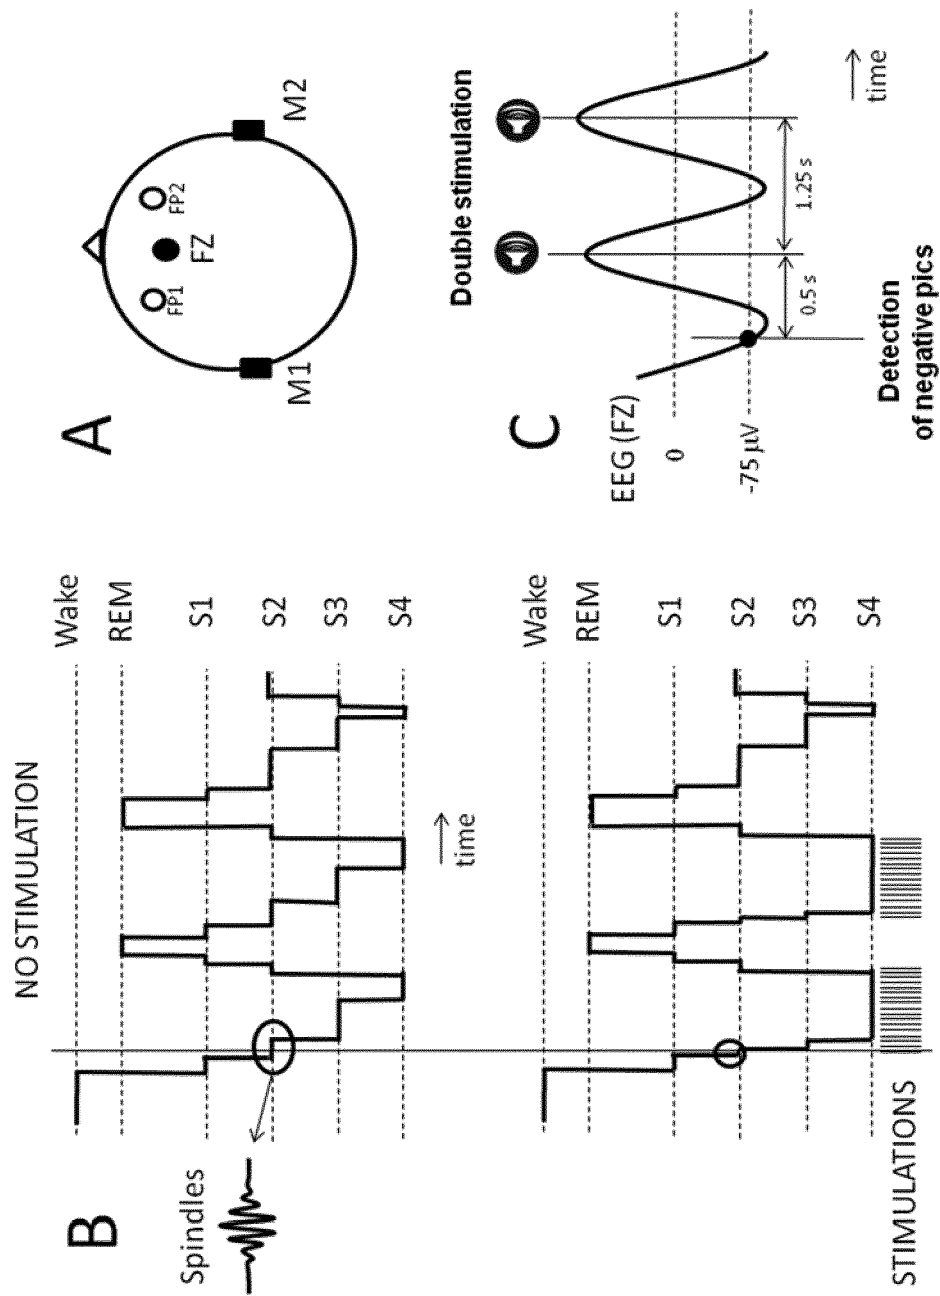 A
FP1
FP2
FZ
M1
M2
B
NO STIMULATION
Wake
REM
S1
S2
S3
S4
Spindles
time
Wake
REM
S1
S2
S3
S4
STIMULATIONS
C
Double stimulation
EEG (FZ)
0
-75 µV
0.5 s
1.25 s
time
Detection
of negative pics